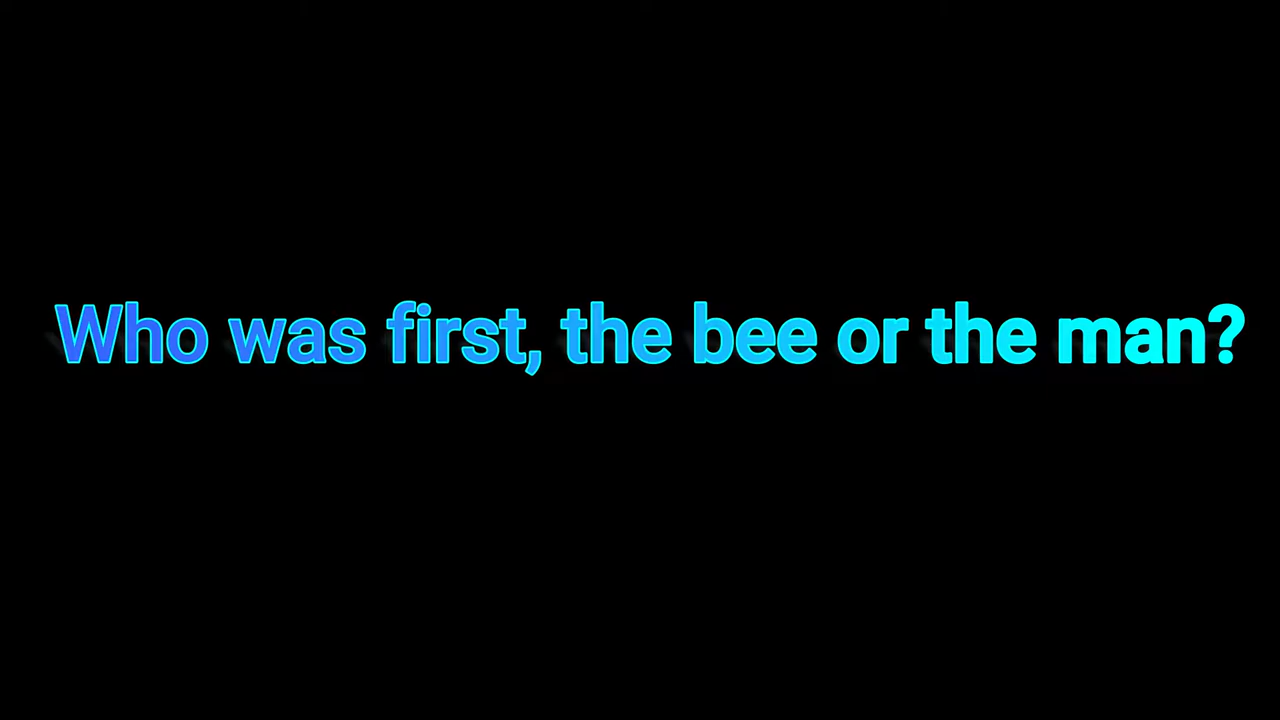 Who was first, the bee or the man?